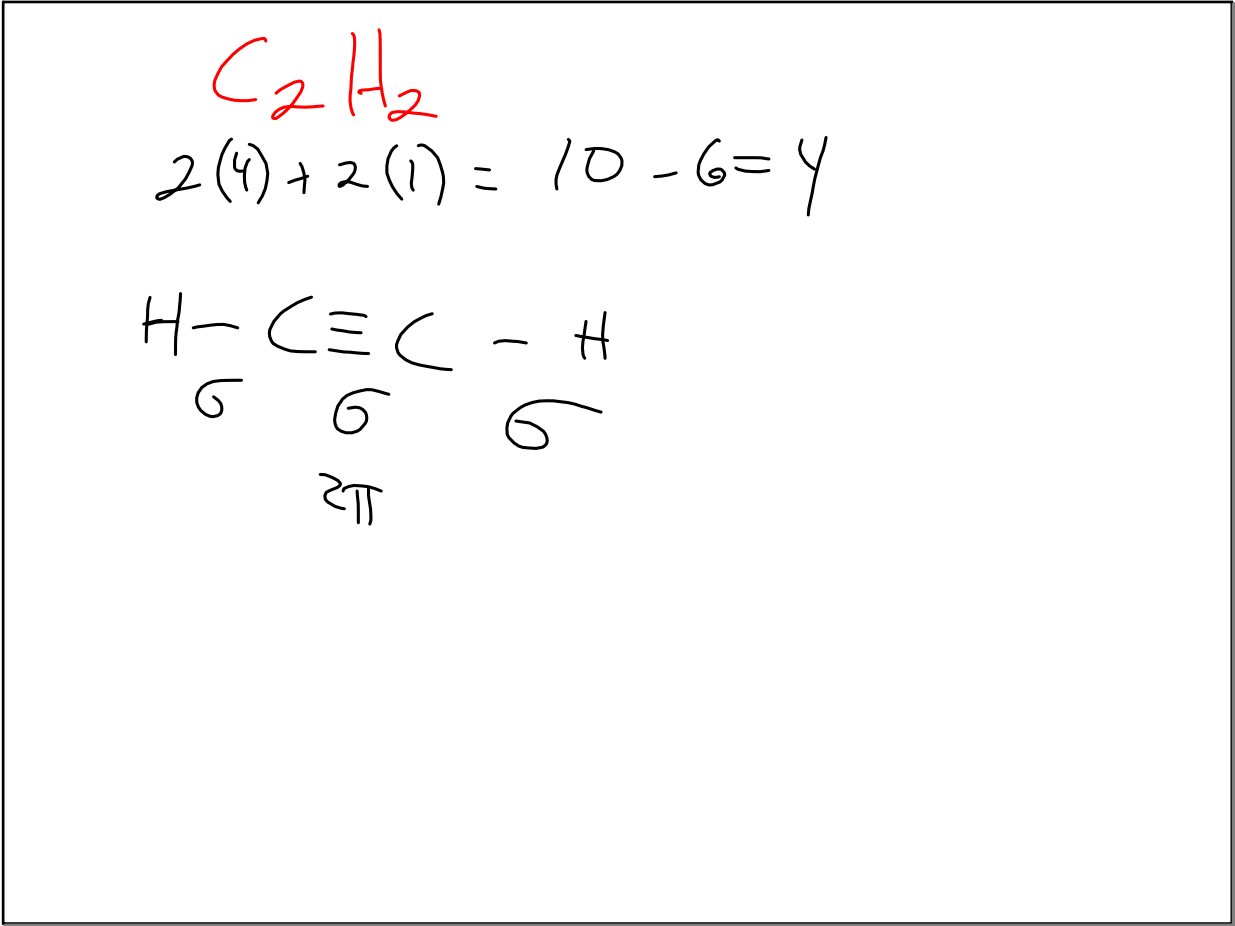 C₂H₂
2(4) + 2(1) = 10 - 6 = 4
H - C ≡ C - H
σ σ σ
2π